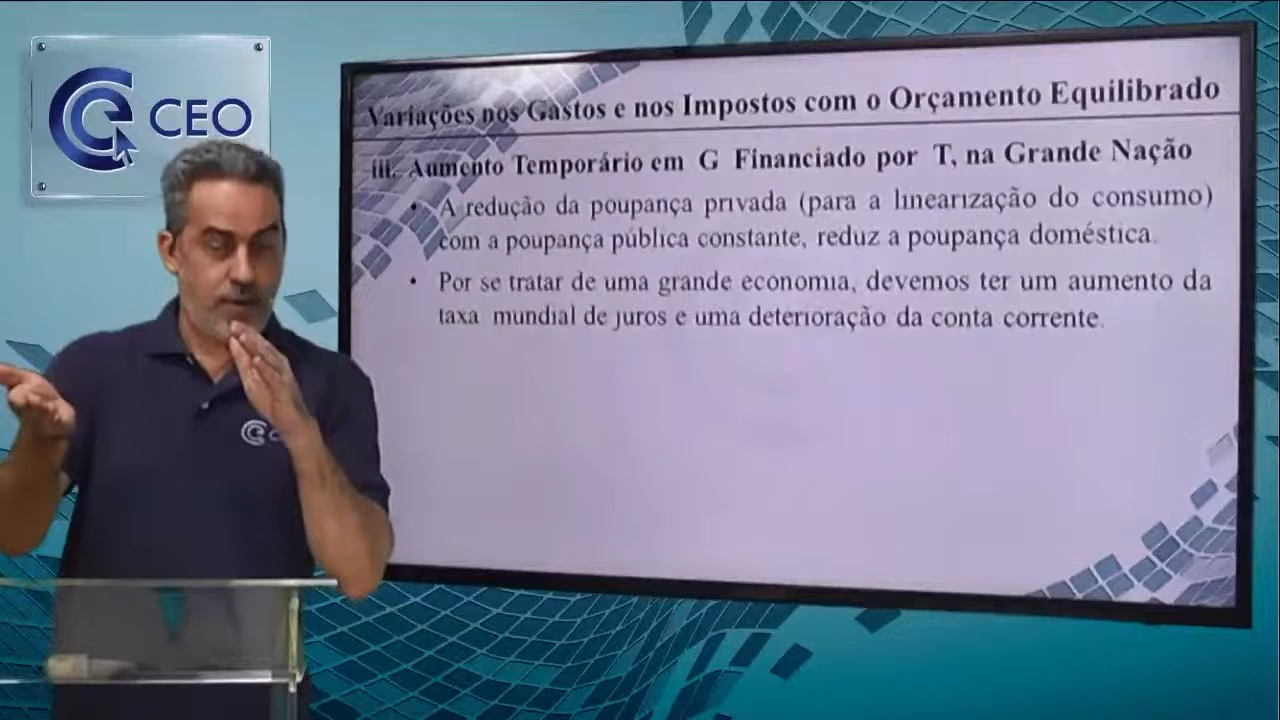 CEO
Variações nos Gastos e nos Impostos com o Orçamento Equilibrado
iii. Aumento Temporário em G Financiado por T, na Grande Nação
• A redução da poupança privada (para a linearização do consumo)
com a poupança pública constante, reduz a poupança doméstica.
• Por se tratar de uma grande economia, devemos ter um aumento da
taxa mundial de juros e uma deterioração da conta corrente.